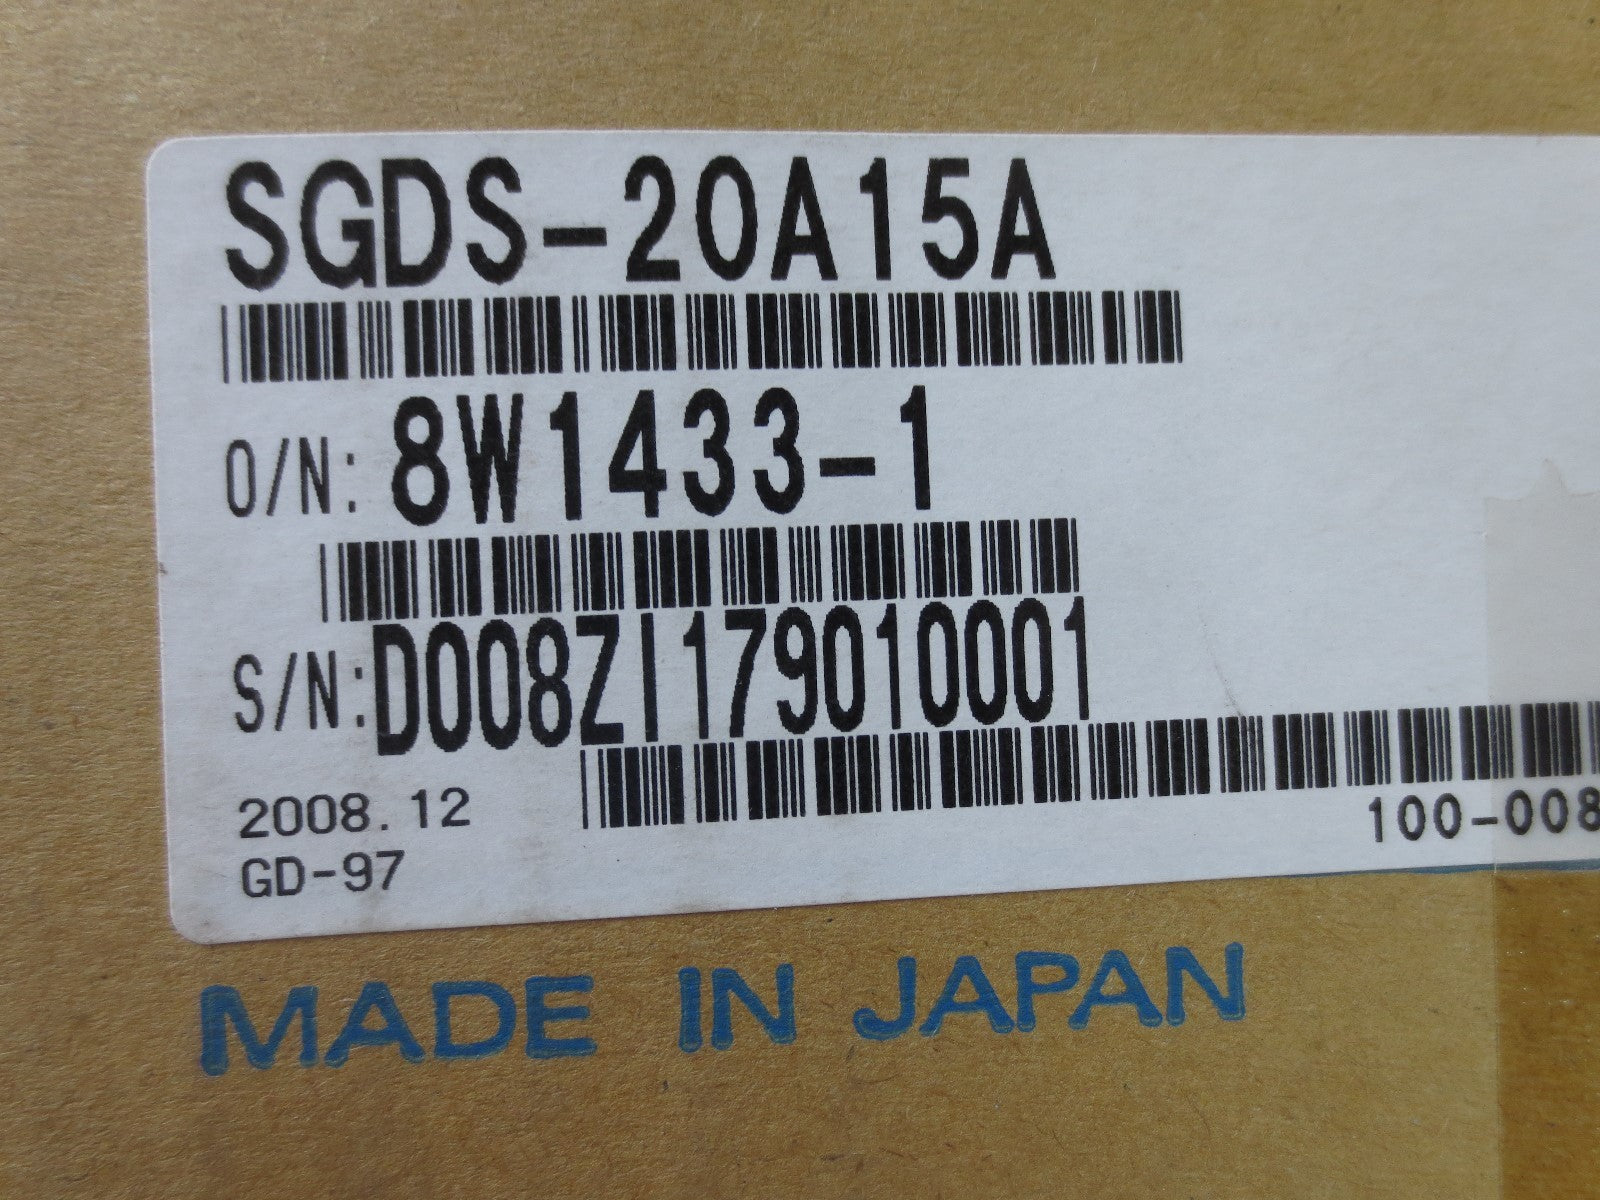 SGDS-20A15A
O/N: 8W1433-1
S/N: D008ZI179010001
2008.12
100-008
GD-97
MADE IN JAPAN